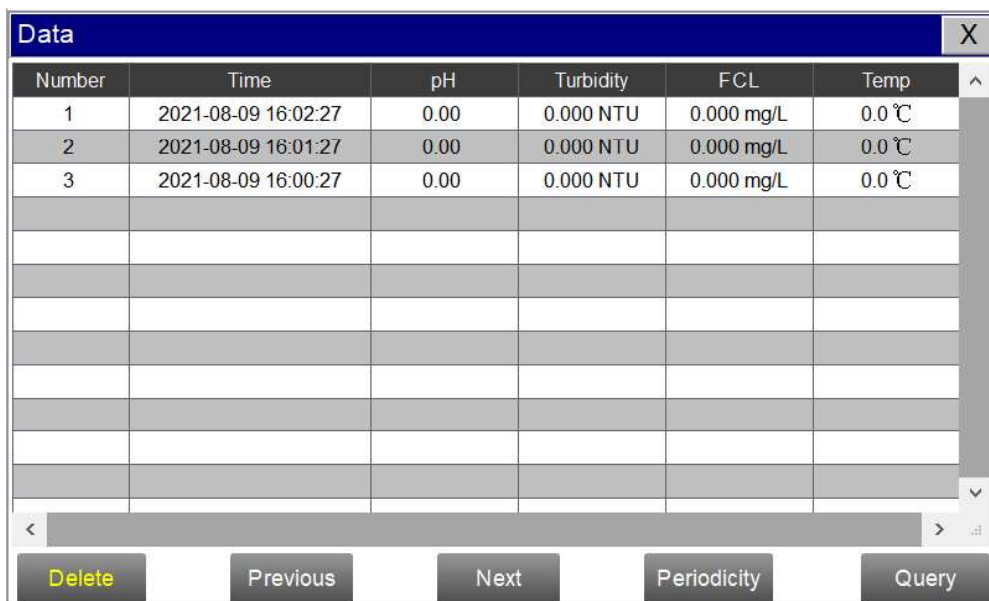 Data X
Number Time pH Turbidity FCL Temp
1 2021-08-09 16:02:27 0.00 0.000 NTU 0.000 mg/L 0.0 ℃
2 2021-08-09 16:01:27 0.00 0.000 NTU 0.000 mg/L 0.0 ℃
3 2021-08-09 16:00:27 0.00 0.000 NTU 0.000 mg/L 0.0 ℃
Delete Previous Next Periodicity Query